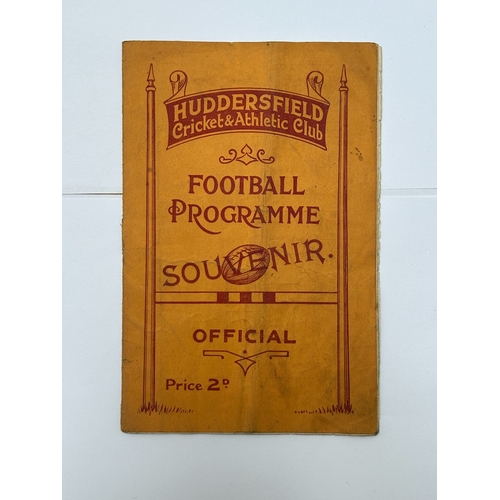 HUDDERSFIELD
Cricket & Athletic Club
FOOTBALL
PROGRAMME
SOUVENIR.
OFFICIAL
Price 2D.